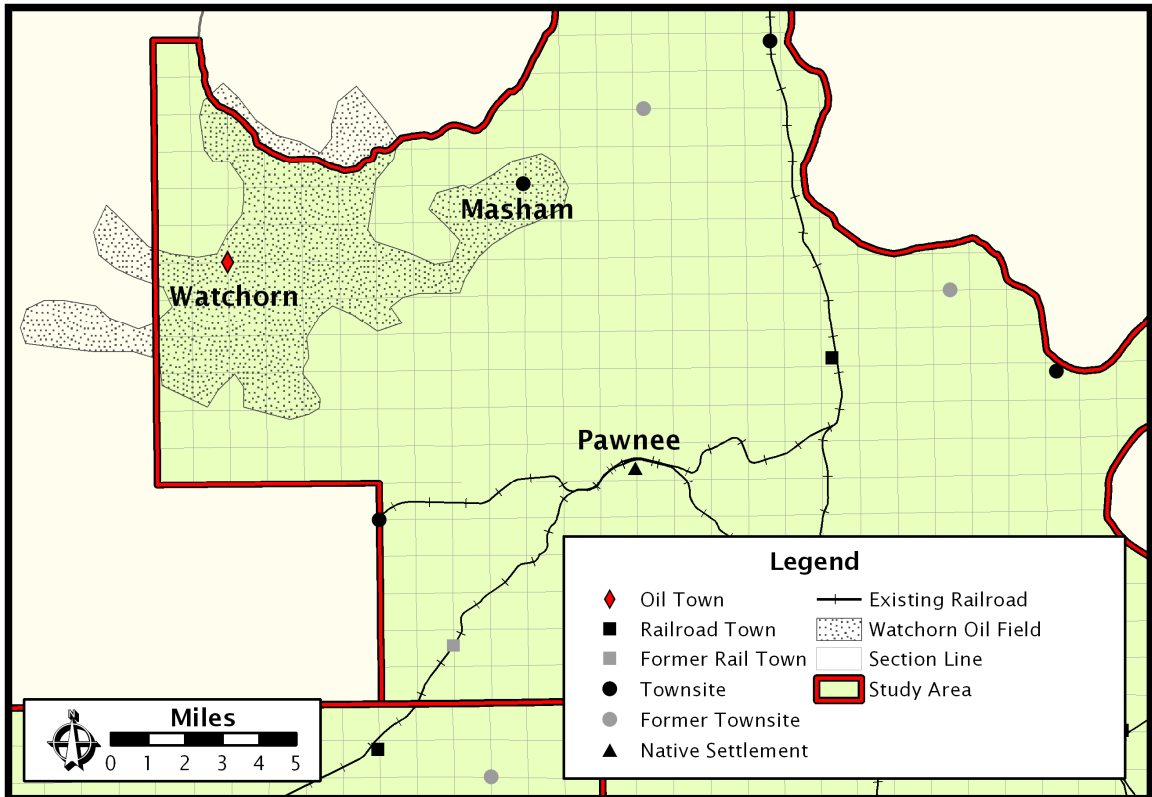 Masham
Watchorn
Pawnee
Legend
Oil Town
Railroad Town
Former Rail Town
Townsite
Former Townsite
Native Settlement
Existing Railroad
Watchorn Oil Field
Section Line
Study Area
Miles
0 1 2 3 4 5